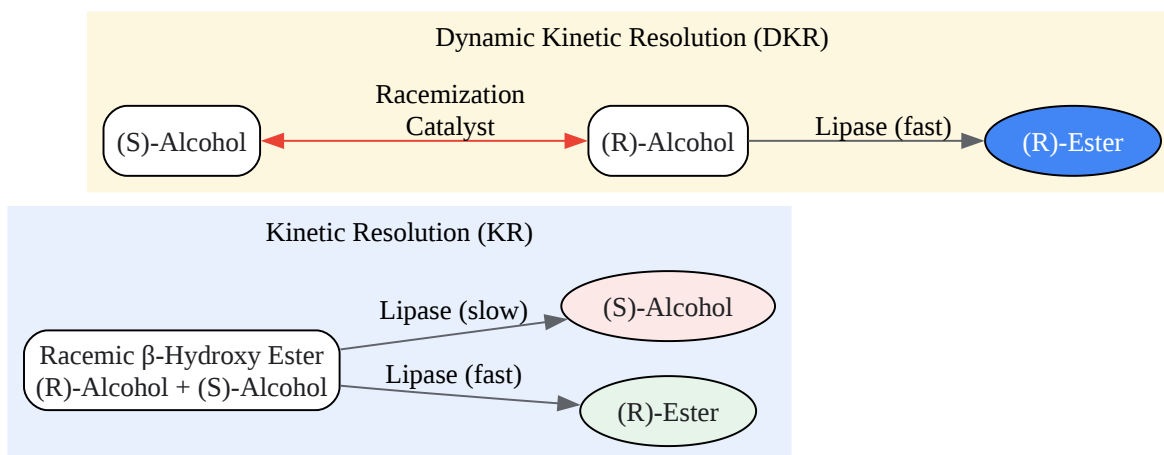 Dynamic Kinetic Resolution (DKR)
Racemization
Catalyst
(S)-Alcohol
(R)-Alcohol
Lipase (fast)
(R)-Ester
Kinetic Resolution (KR)
Racemic β-Hydroxy Ester
(R)-Alcohol + (S)-Alcohol
Lipase (slow)
(S)-Alcohol
Lipase (fast)
(R)-Ester